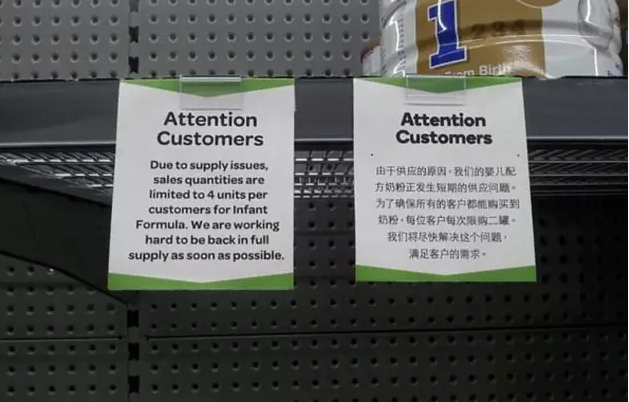 1
234
From Birth
Attention
Customers
Due to supply issues,
sales quantities are
limited to 4 units per
customers for Infant
Formula. We are working
hard to be back in full
supply as soon as possible.
Attention
Customers
由于供应的原因，我们的婴儿配
方奶粉正发生短期的供应问题。
为了确保所有的客户都能购买到
奶粉，每位客户每次限购二罐。
我们将尽快解决这个问题，
满足客户的需求。